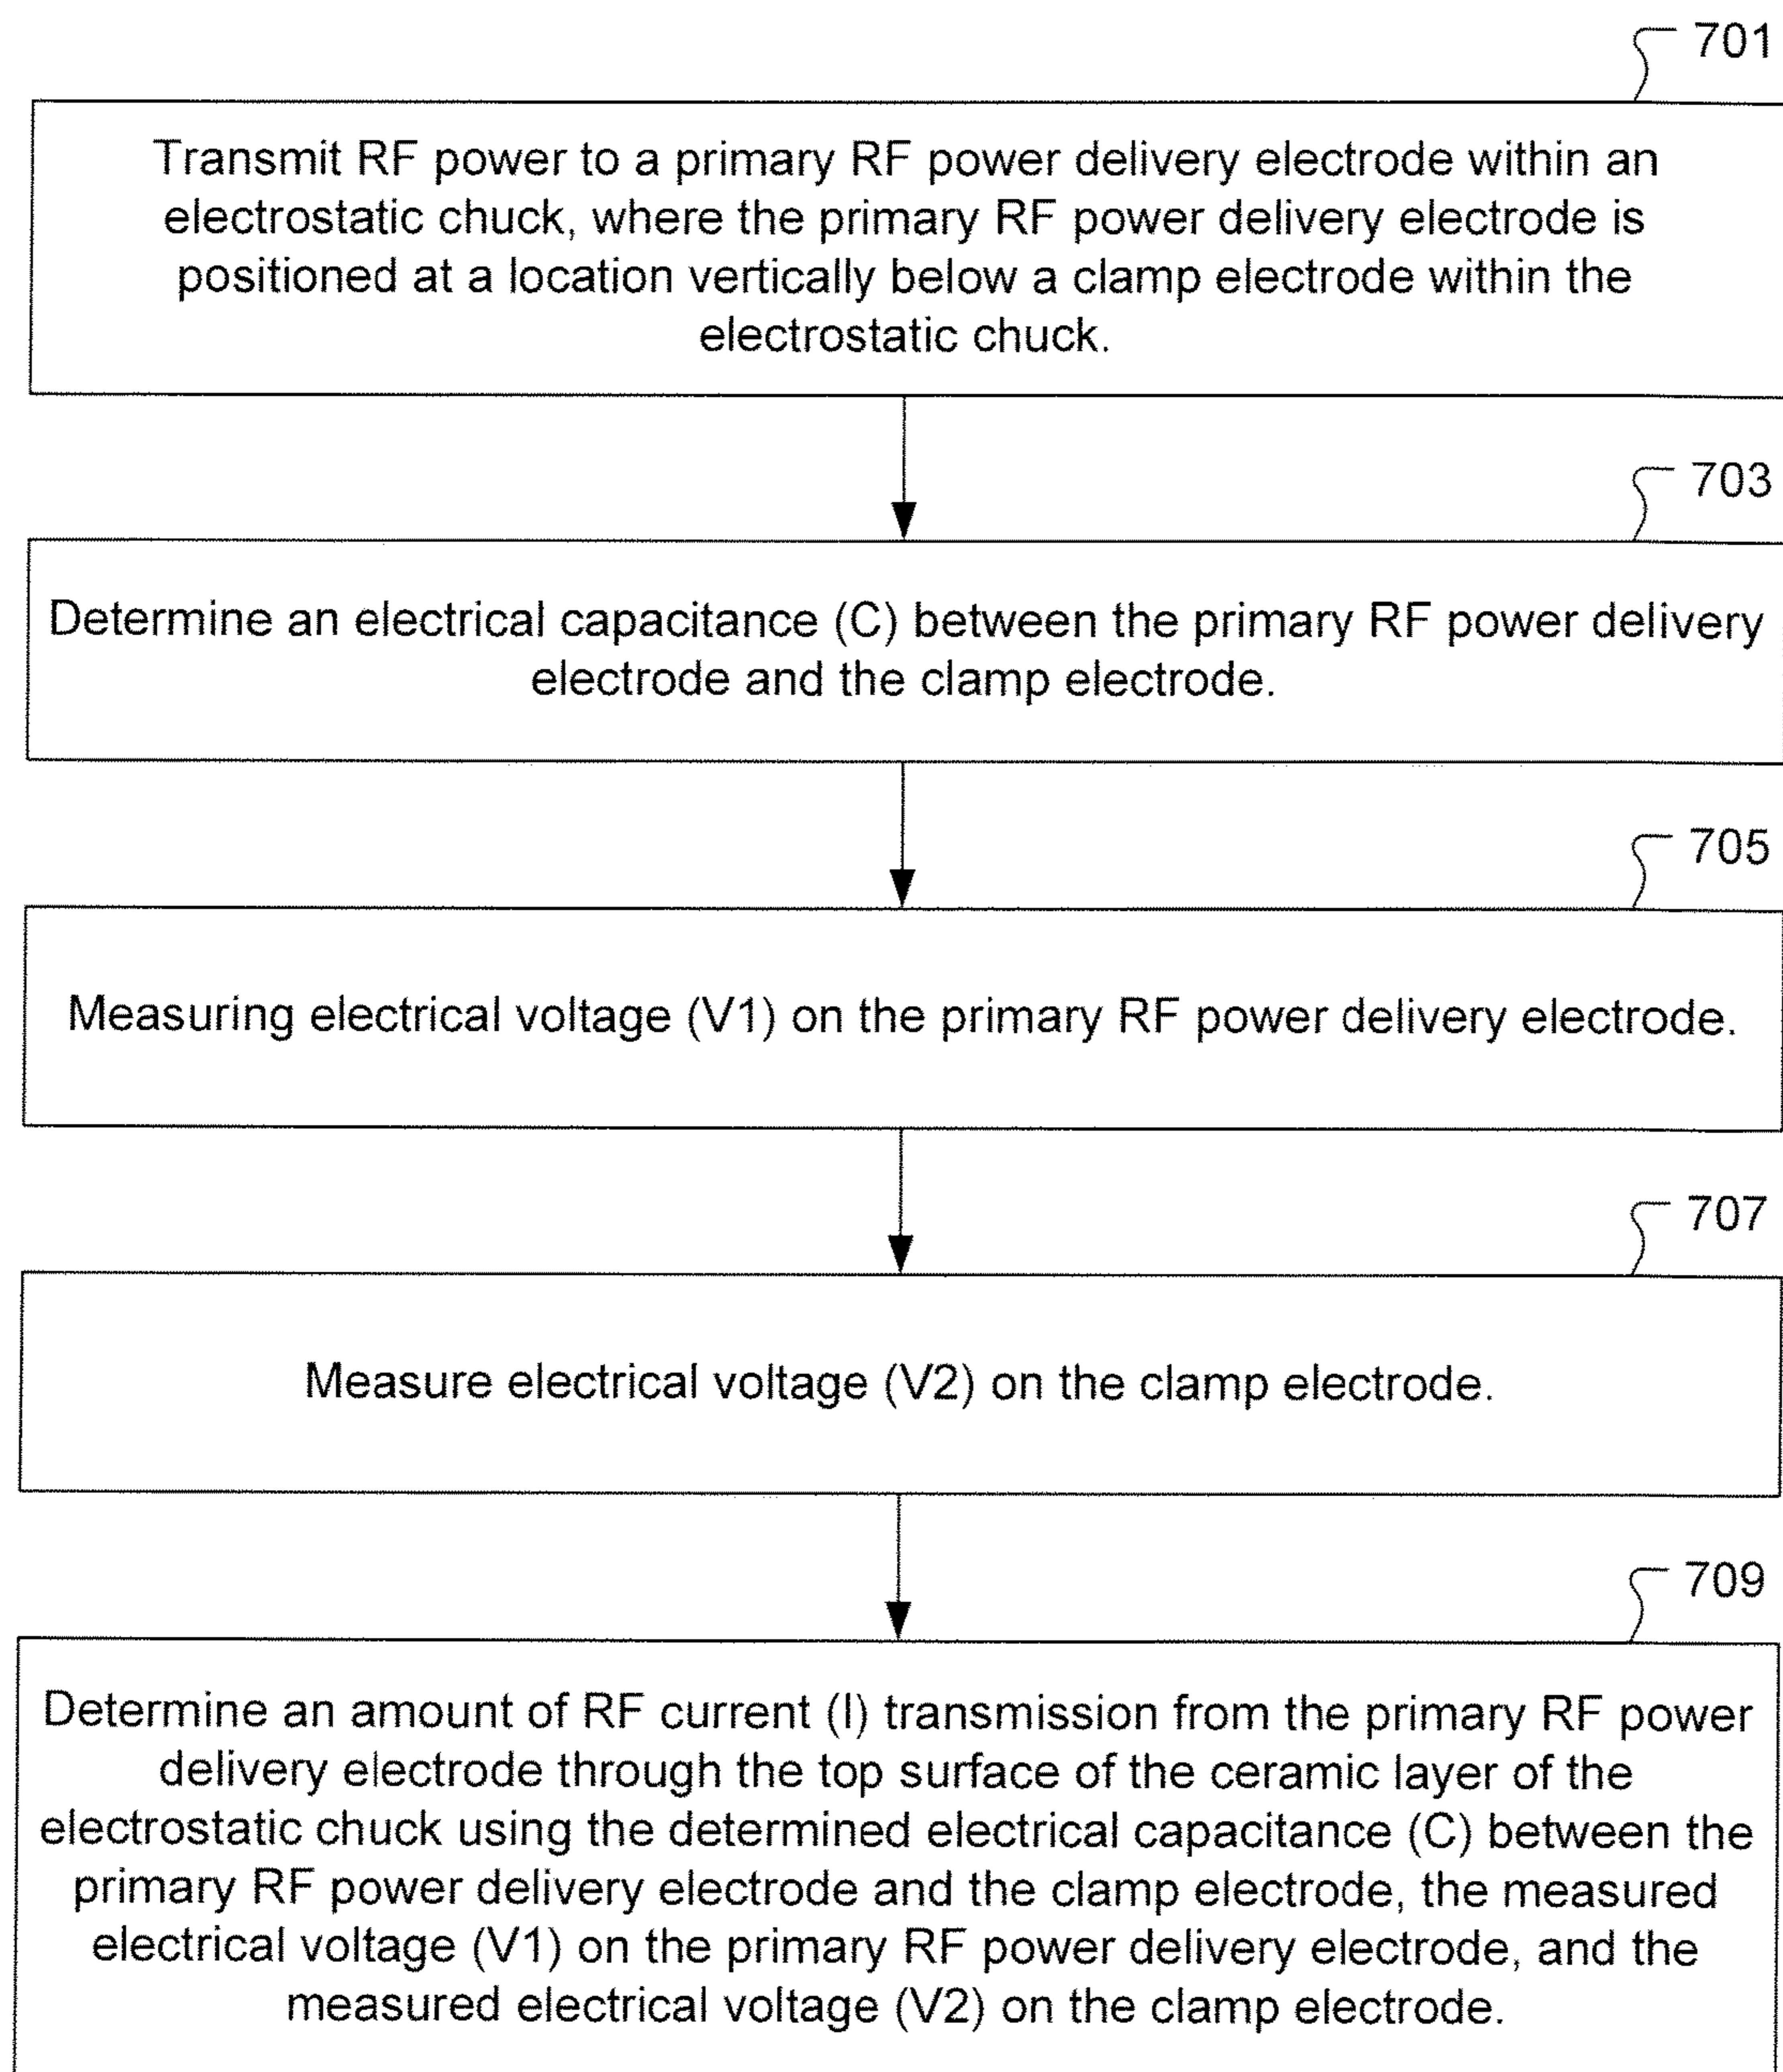 701
Transmit RF power to a primary RF power delivery electrode within an
electrostatic chuck, where the primary RF power delivery electrode is
positioned at a location vertically below a clamp electrode within the
electrostatic chuck.
703
Determine an electrical capacitance (C) between the primary RF power delivery
electrode and the clamp electrode.
705
Measuring electrical voltage (V1) on the primary RF power delivery electrode.
707
Measure electrical voltage (V2) on the clamp electrode.
709
Determine an amount of RF current (I) transmission from the primary RF power
delivery electrode through the top surface of the ceramic layer of the
electrostatic chuck using the determined electrical capacitance (C) between the
primary RF power delivery electrode and the clamp electrode, the measured
electrical voltage (V1) on the primary RF power delivery electrode, and the
measured electrical voltage (V2) on the clamp electrode.